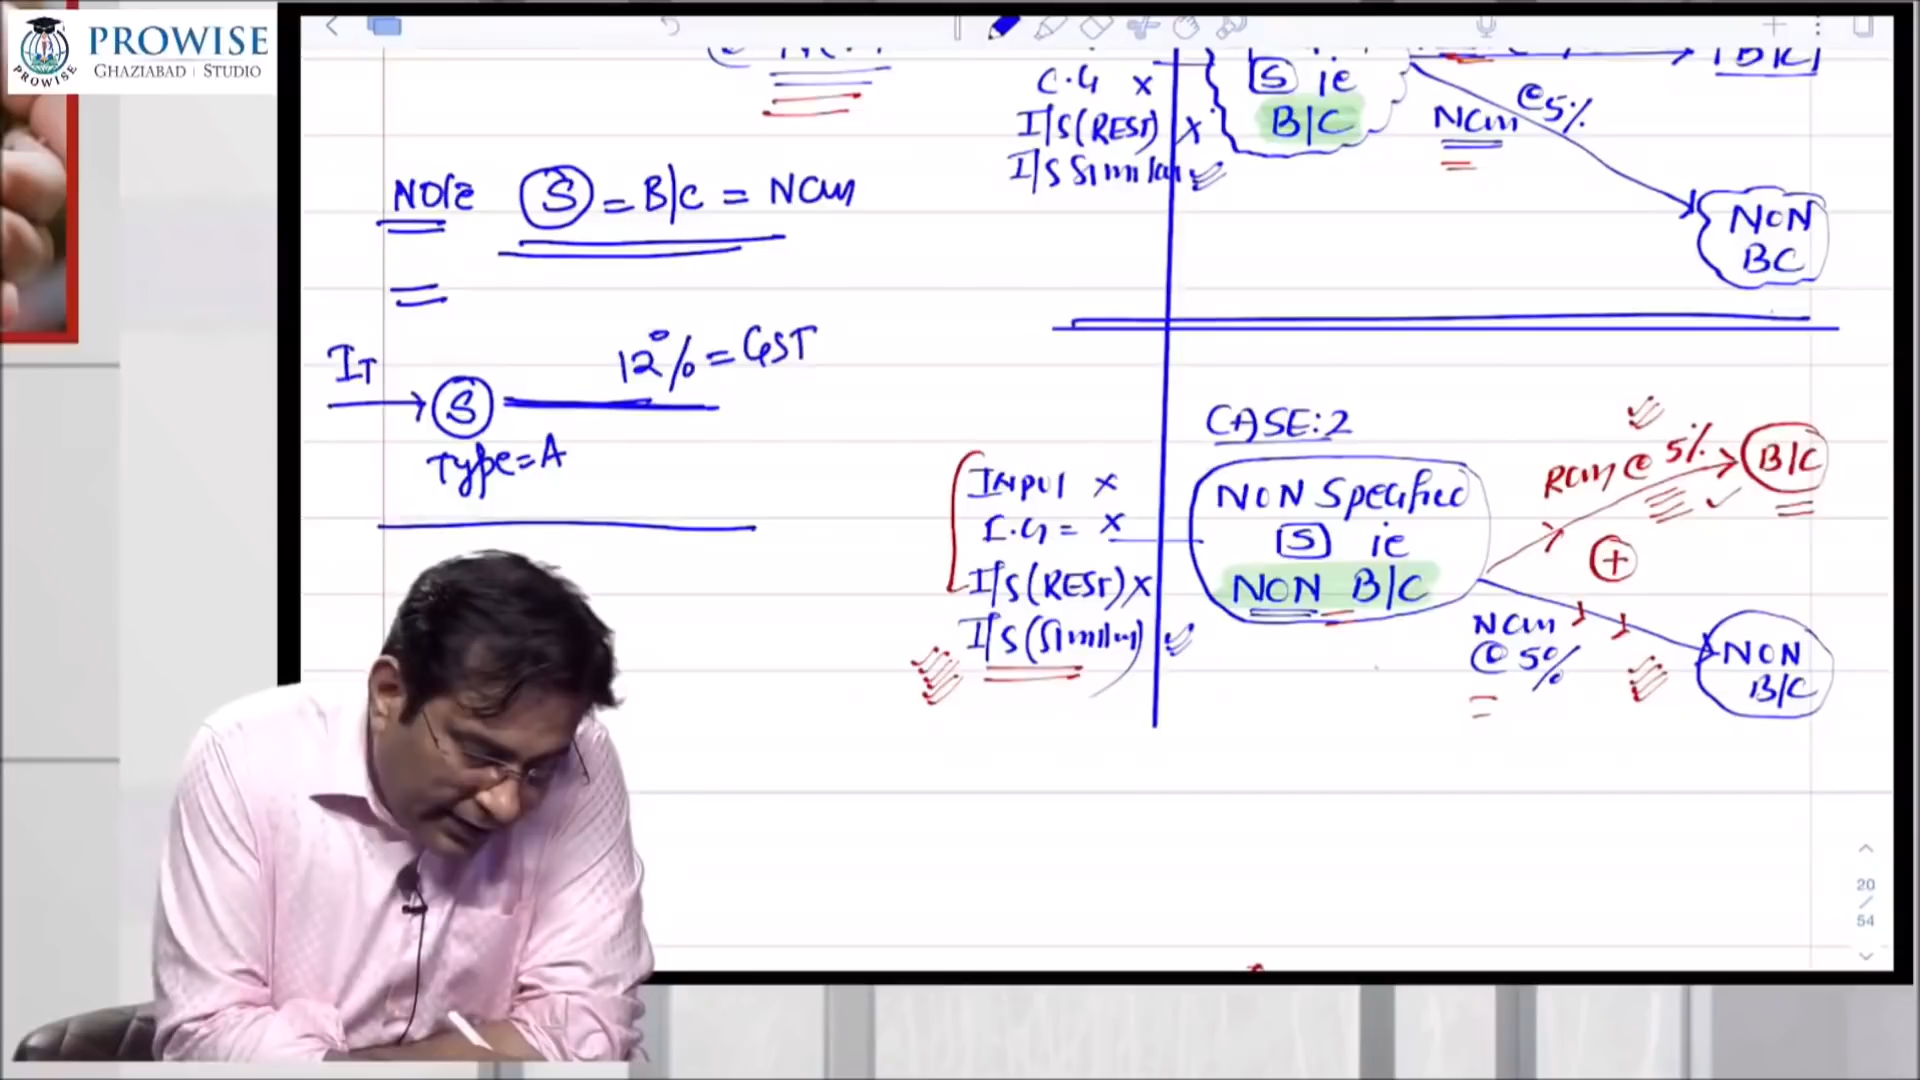 PROWISE
GHAZIABAD | STUDIO
PROWISE
Note (S) = B/C = NCM
IT
(S)
12% = GST
Type = A
C.G x
I/S (REST) x
I/S Similar
S ie
B/C
NCM @ 5%
NON
BC
CASE:2
INPUT x
C.G = x
I/S (REST) x
I/S (Similar)
NON Specified
S ie
NON B/C
RCM @ 5%
B/C
+
NCM
@ 5%
NON
B/C
20
/
54